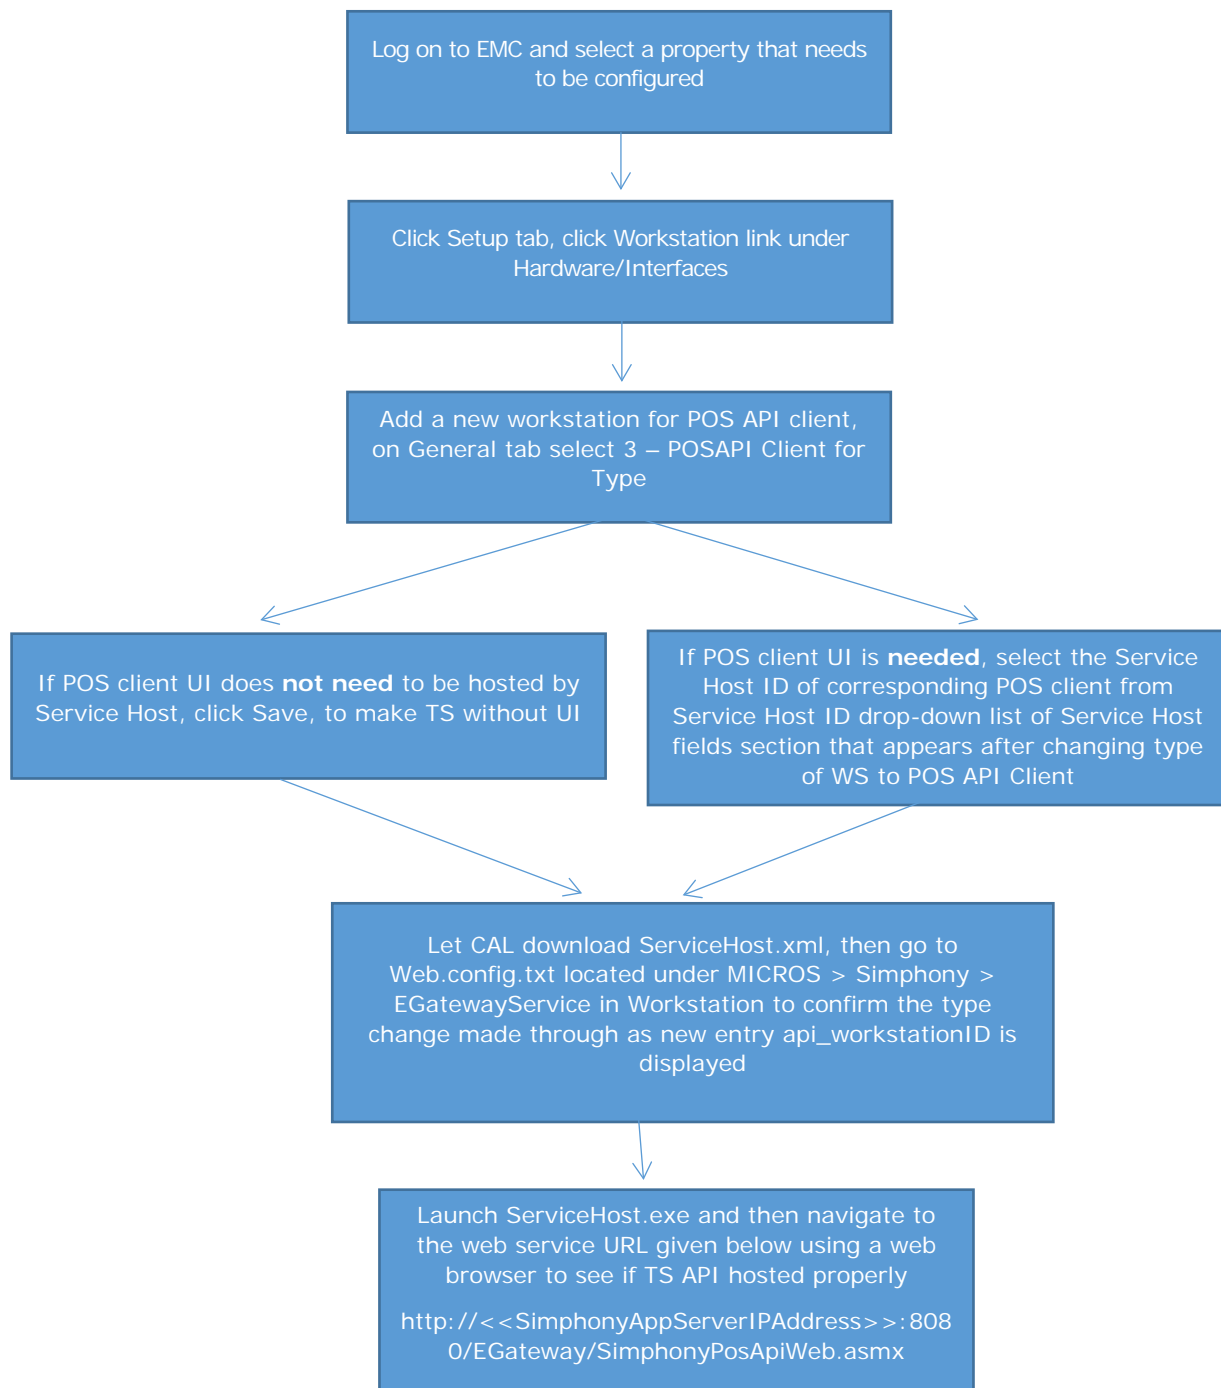 Log on to EMC and select a property that needs
to be configured
Click Setup tab, click Workstation link under
Hardware/Interfaces
Add a new workstation for POS API client,
on General tab select 3 – POSAPI Client for
Type
If POS client UI does not need to be hosted by
Service Host, click Save, to make TS without UI
If POS client UI is needed, select the Service
Host ID of corresponding POS client from
Service Host ID drop-down list of Service Host
fields section that appears after changing type
of WS to POS API Client
Let CAL download ServiceHost.xml, then go to
Web.config.txt located under MICROS > Simphony >
EGatewayService in Workstation to confirm the type
change made through as new entry api_workstationID is
displayed
Launch ServiceHost.exe and then navigate to
the web service URL given below using a web
browser to see if TS API hosted properly
http://<<SimphonyAppServerIPAddress>>:808
0/EGateway/SimphonyPosApiWeb.asmx